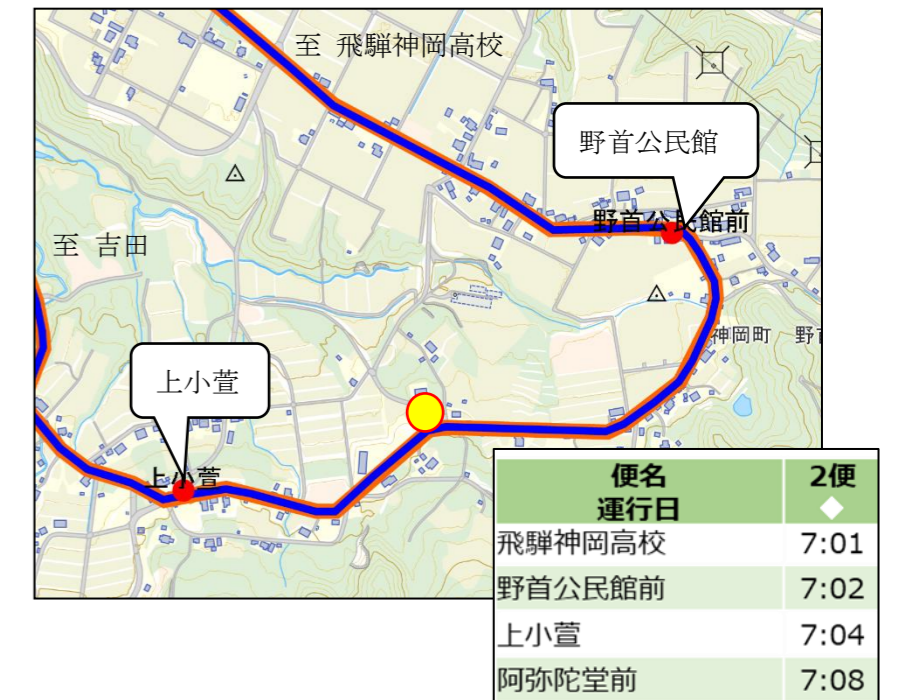 至 飛騨神岡高校
野首公民館
野首公民館前
至 吉田
神岡町 野
上小萱
上小萱
便名 2便
運行日 ◆
飛騨神岡高校 7:01
野首公民館前 7:02
上小萱 7:04
阿弥陀堂前 7:08